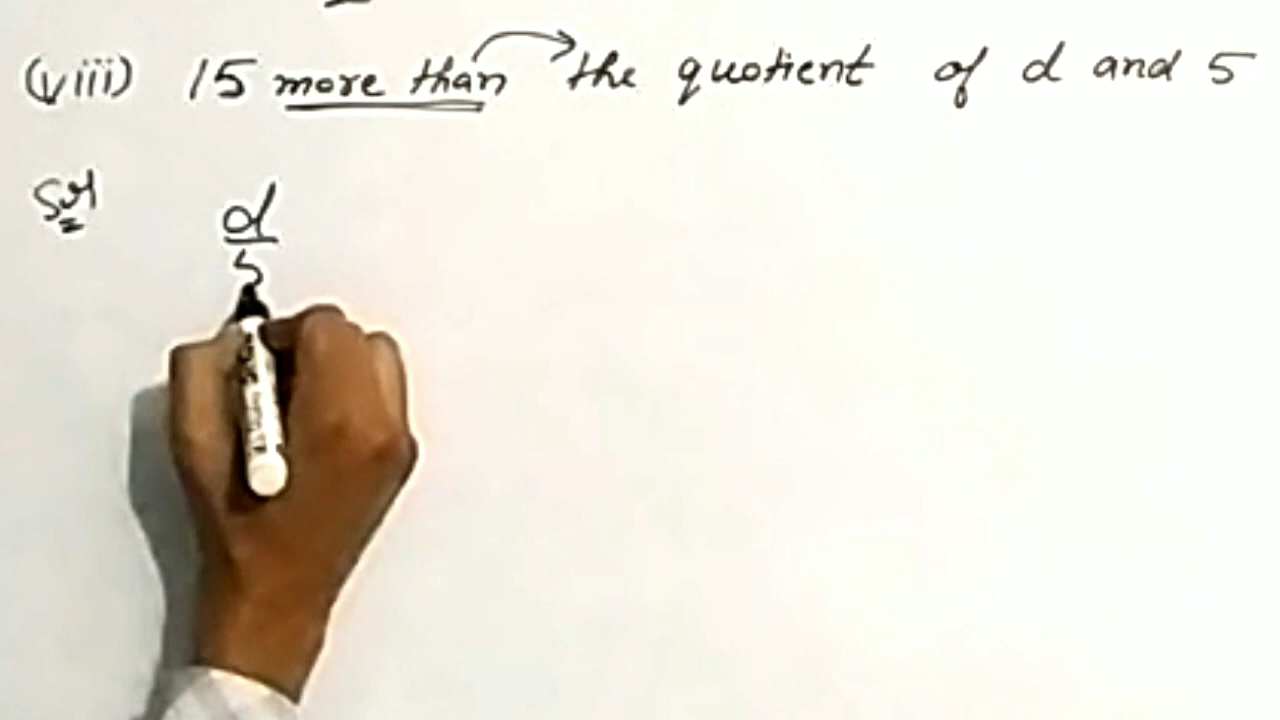 (viii) 15 more than the quotient of d and 5
Sol
d
5